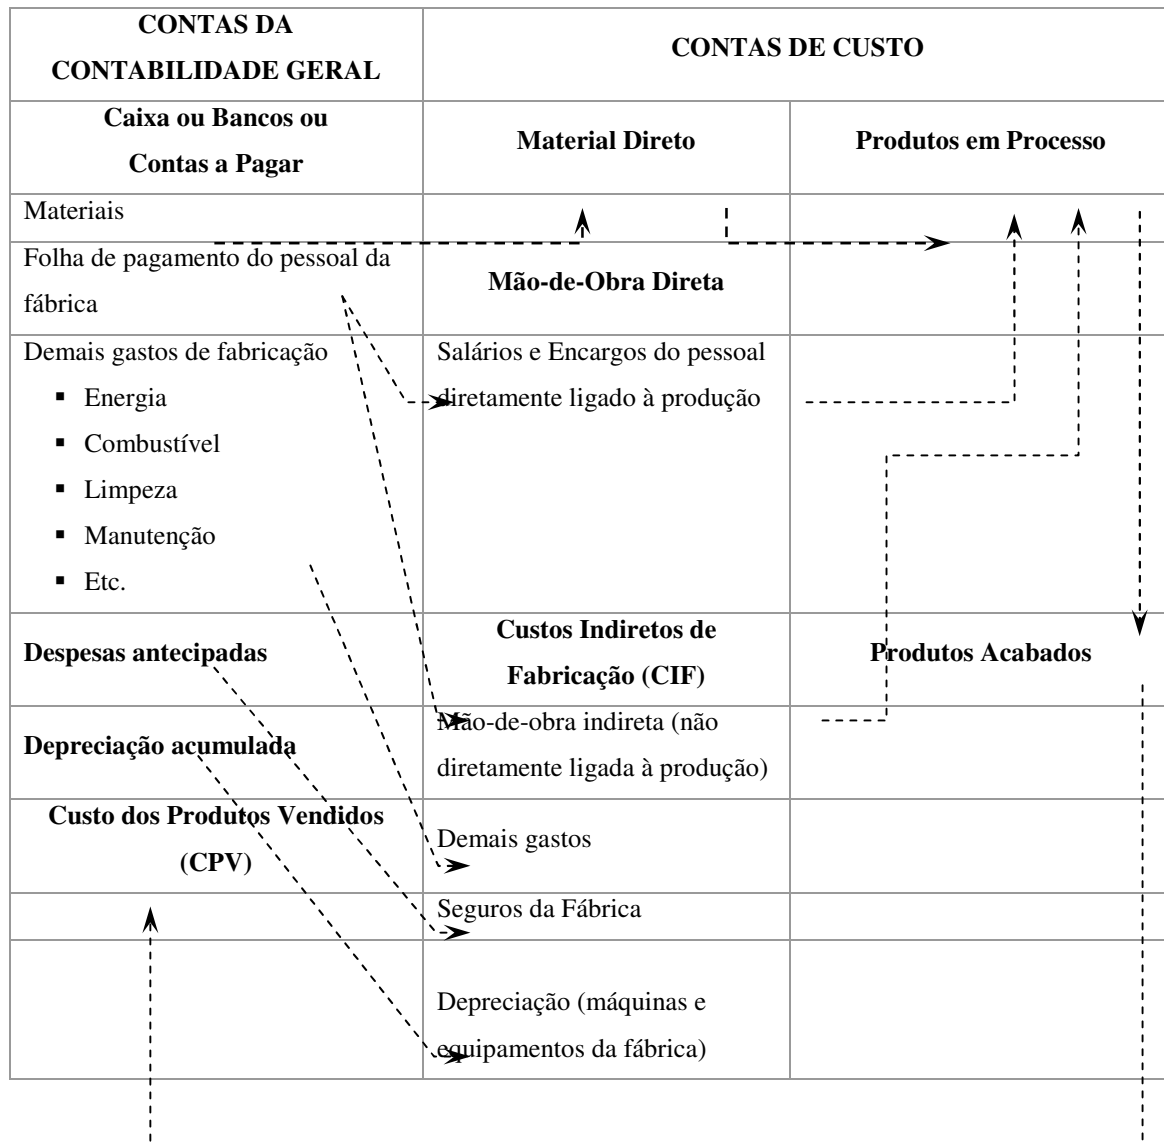 CONTAS DA
CONTABILIDADE GERAL
CONTAS DE CUSTO
Caixa ou Bancos ou
Contas a Pagar
Material Direto
Produtos em Processo
Materiais
Folha de pagamento do pessoal da
fábrica
Mão-de-Obra Direta
Demais gastos de fabricação
▪ Energia
▪ Combustível
▪ Limpeza
▪ Manutenção
▪ Etc.
Salários e Encargos do pessoal
diretamente ligado à produção
Despesas antecipadas
Custos Indiretos de
Fabricação (CIF)
Produtos Acabados
Depreciação acumulada
Mão-de-obra indireta (não
diretamente ligada à produção)
Custo dos Produtos Vendidos
(CPV)
Demais gastos
Seguros da Fábrica
Depreciação (máquinas e
equipamentos da fábrica)